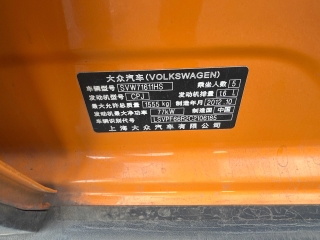 大众汽车(VOLKSWAGEN)
车辆型号 SVW71611HS 乘坐人数 5
发动机型号 CPJ 发动机排量 1.6 L
最大允许总质量 1555 kg 制造年月 2012.10
发动机最大净功率 77kW 制造国 中国
车辆识别代号 LSVPF66R2C2106185
上海大众汽车有限公司